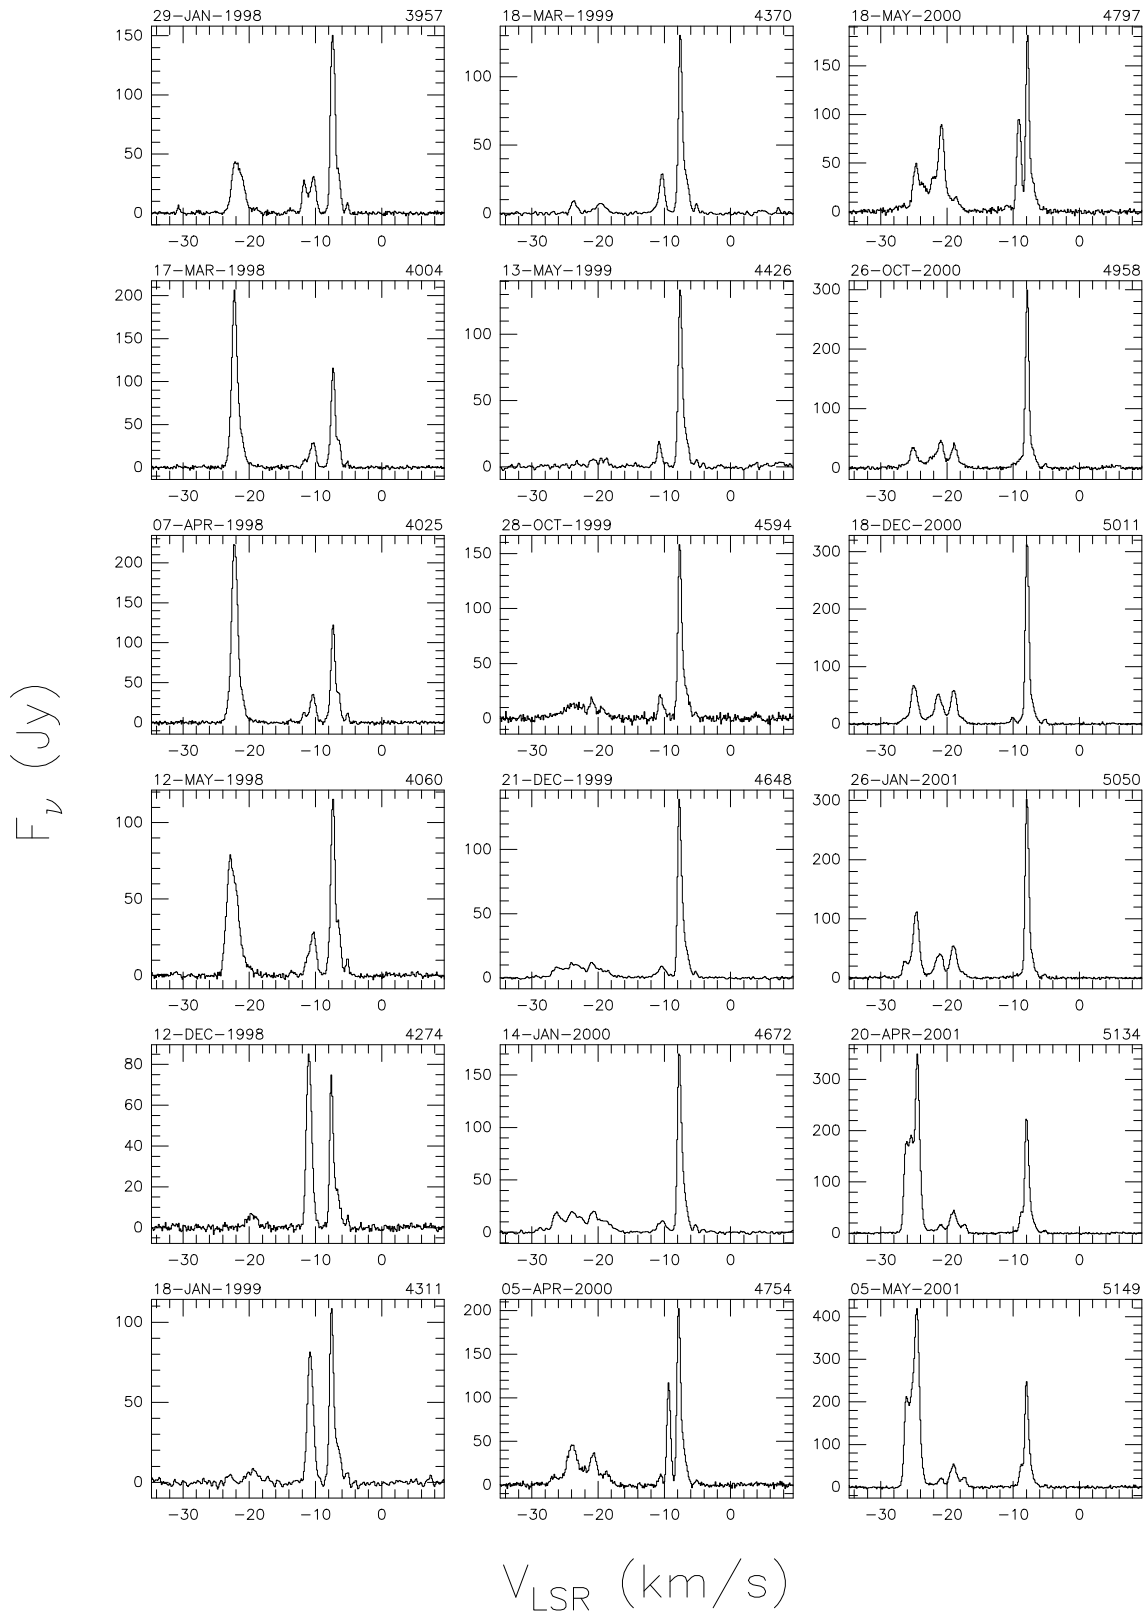 29-JAN-1998 3957
150
100
50
0
-30 -20 -10 0
18-MAR-1999 4370
100
50
0
-30 -20 -10 0
18-MAY-2000 4797
150
100
50
0
-30 -20 -10 0
17-MAR-1998 4004
200
150
100
50
0
-30 -20 -10 0
13-MAY-1999 4426
100
50
0
-30 -20 -10 0
26-OCT-2000 4958
300
200
100
0
-30 -20 -10 0
07-APR-1998 4025
200
150
100
50
0
-30 -20 -10 0
28-OCT-1999 4594
150
100
50
0
-30 -20 -10 0
18-DEC-2000 5011
300
200
100
0
-30 -20 -10 0
12-MAY-1998 4060
100
50
0
-30 -20 -10 0
21-DEC-1999 4648
100
50
0
-30 -20 -10 0
26-JAN-2001 5050
300
200
100
0
-30 -20 -10 0
12-DEC-1998 4274
80
60
40
20
0
-30 -20 -10 0
14-JAN-2000 4672
150
100
50
0
-30 -20 -10 0
20-APR-2001 5134
300
200
100
0
-30 -20 -10 0
18-JAN-1999 4311
100
50
0
-30 -20 -10 0
05-APR-2000 4754
200
150
100
50
0
-30 -20 -10 0
05-MAY-2001 5149
400
300
200
100
0
-30 -20 -10 0
Fν (Jy)
VLSR (km/s)